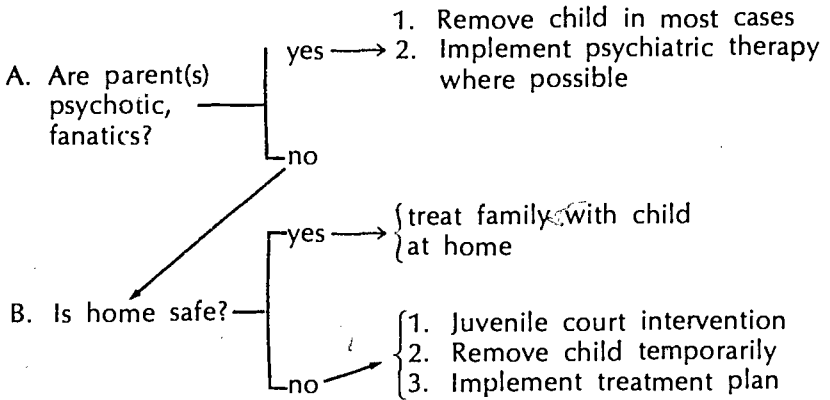 1. Remove child in most cases
yes 2. Implement psychiatric therapy
where possible
A. Are parent(s)
psychotic,
fanatics?
no
yes treat family with child
at home
B. Is home safe?
1. Juvenile court intervention
2. Remove child temporarily
no 3. Implement treatment plan